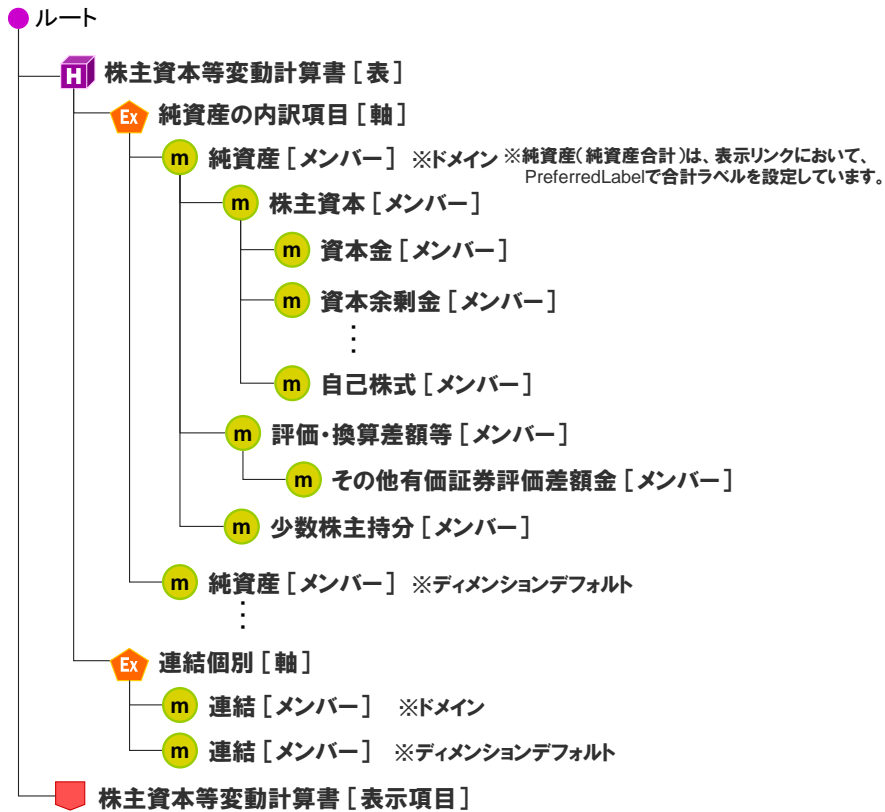 ルート
H 株主資本等変動計算書［表］
Ex 純資産の内訳項目［軸］
m 純資産［メンバー］ ※ドメイン ※純資産（純資産合計）は、表示リンクにおいて、
PreferredLabelで合計ラベルを設定しています。
m 株主資本［メンバー］
m 資本金［メンバー］
m 資本余剰金［メンバー］
⋮
m 自己株式［メンバー］
m 評価・換算差額等［メンバー］
m その他有価証券評価差額金［メンバー］
m 少数株主持分［メンバー］
m 純資産［メンバー］ ※ディメンションデフォルト
⋮
Ex 連結個別［軸］
m 連結［メンバー］ ※ドメイン
m 連結［メンバー］ ※ディメンションデフォルト
株主資本等変動計算書［表示項目］